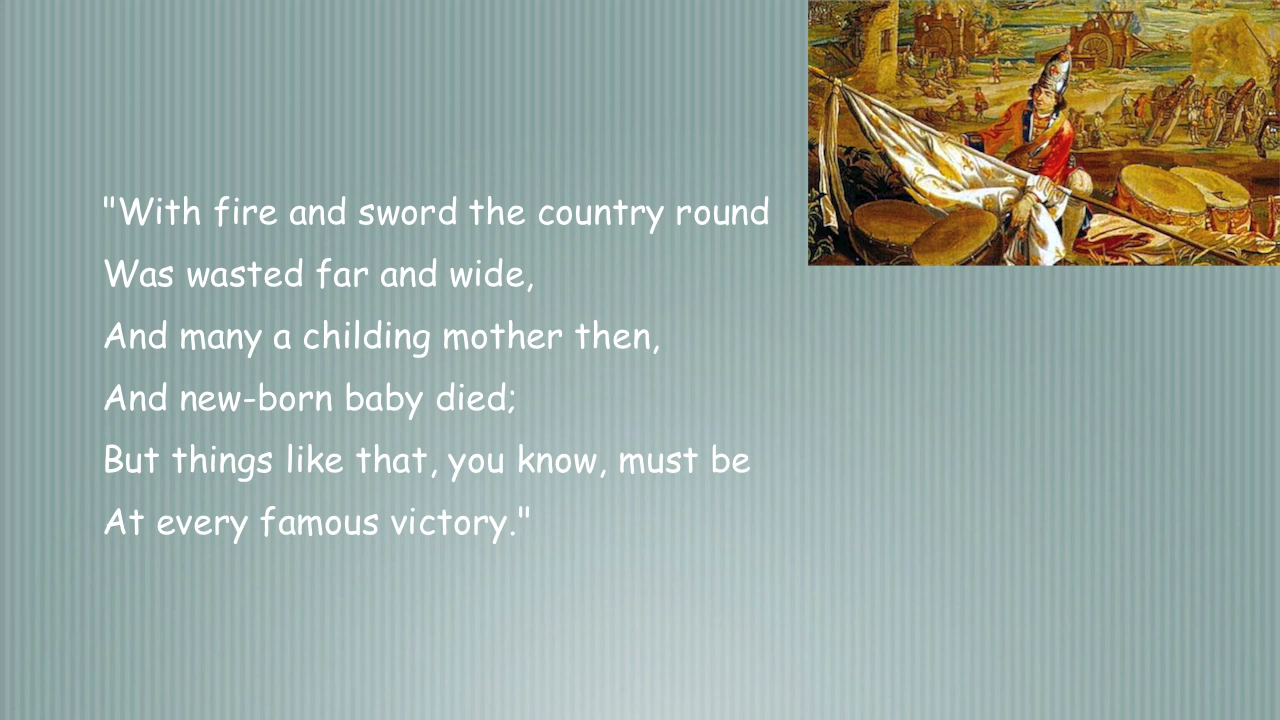 "With fire and sword the country round
Was wasted far and wide,
And many a childing mother then,
And new-born baby died;
But things like that, you know, must be
At every famous victory."